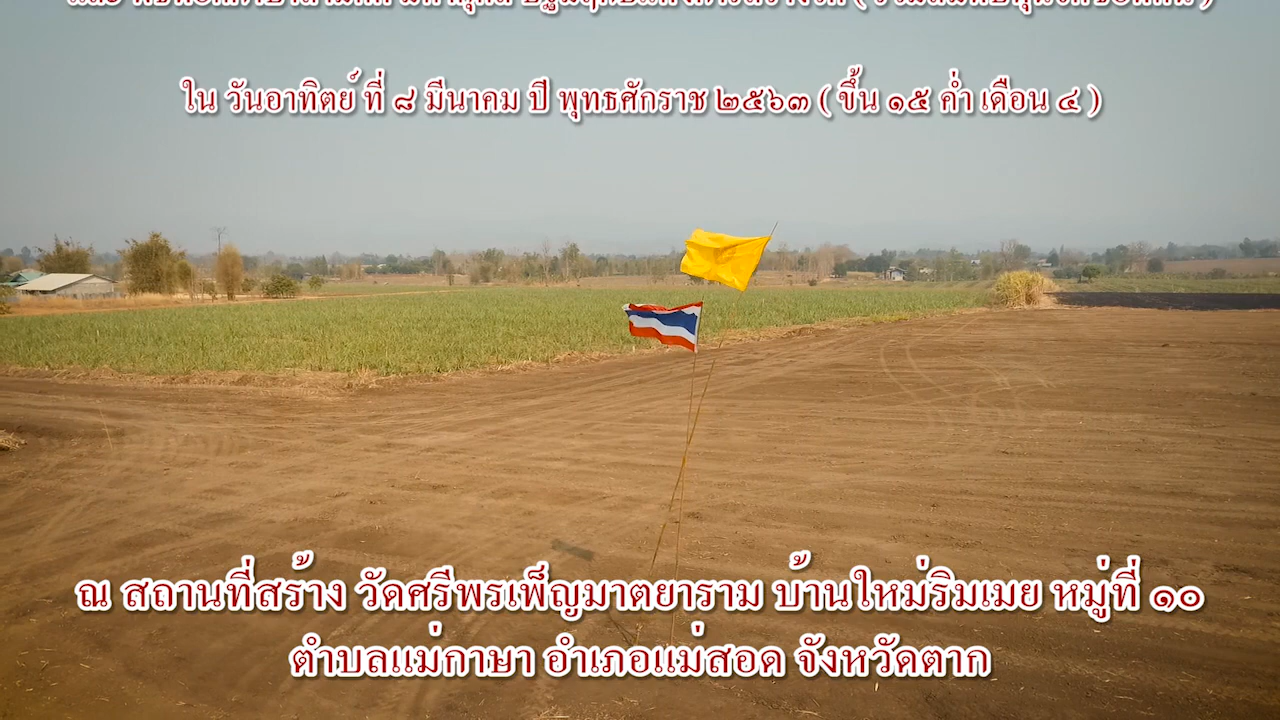 ใน วันอาทิตย์ ที่ ๘ มีนาคม ปี พุทธศักราช ๒๕๖๓ ( ขึ้น ๑๕ ค่ำ เดือน ๔ )
ณ สถานที่สร้าง วัดศรีพรเพ็ญมาตยาราม บ้านใหม่ริมเมย หมู่ที่ ๑๐
ตำบลแม่กาษา อำเภอแม่สอด จังหวัดตาก